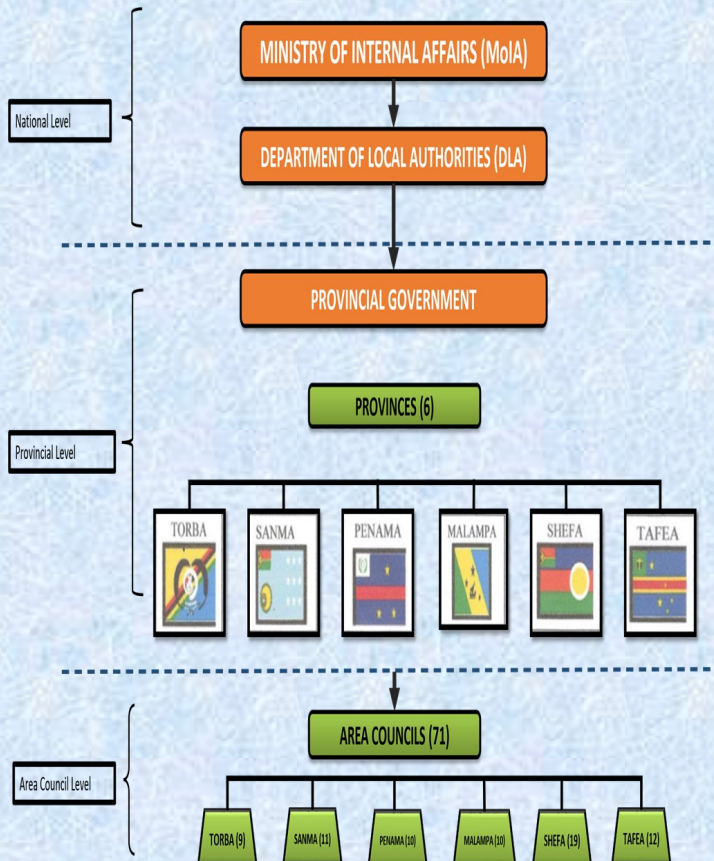 MINISTRY OF INTERNAL AFFAIRS (MoIA)
National Level
DEPARTMENT OF LOCAL AUTHORITIES (DLA)
PROVINCIAL GOVERNMENT
PROVINCES (6)
Provincial Level
TORBA
SANMA
PENAMA
MALAMPA
SHEFA
TAFEA
AREA COUNCILS (71)
Area Council Level
TORBA (9)
SANMA (11)
PENAMA (10)
MALAMPA (10)
SHEFA (19)
TAFEA (12)